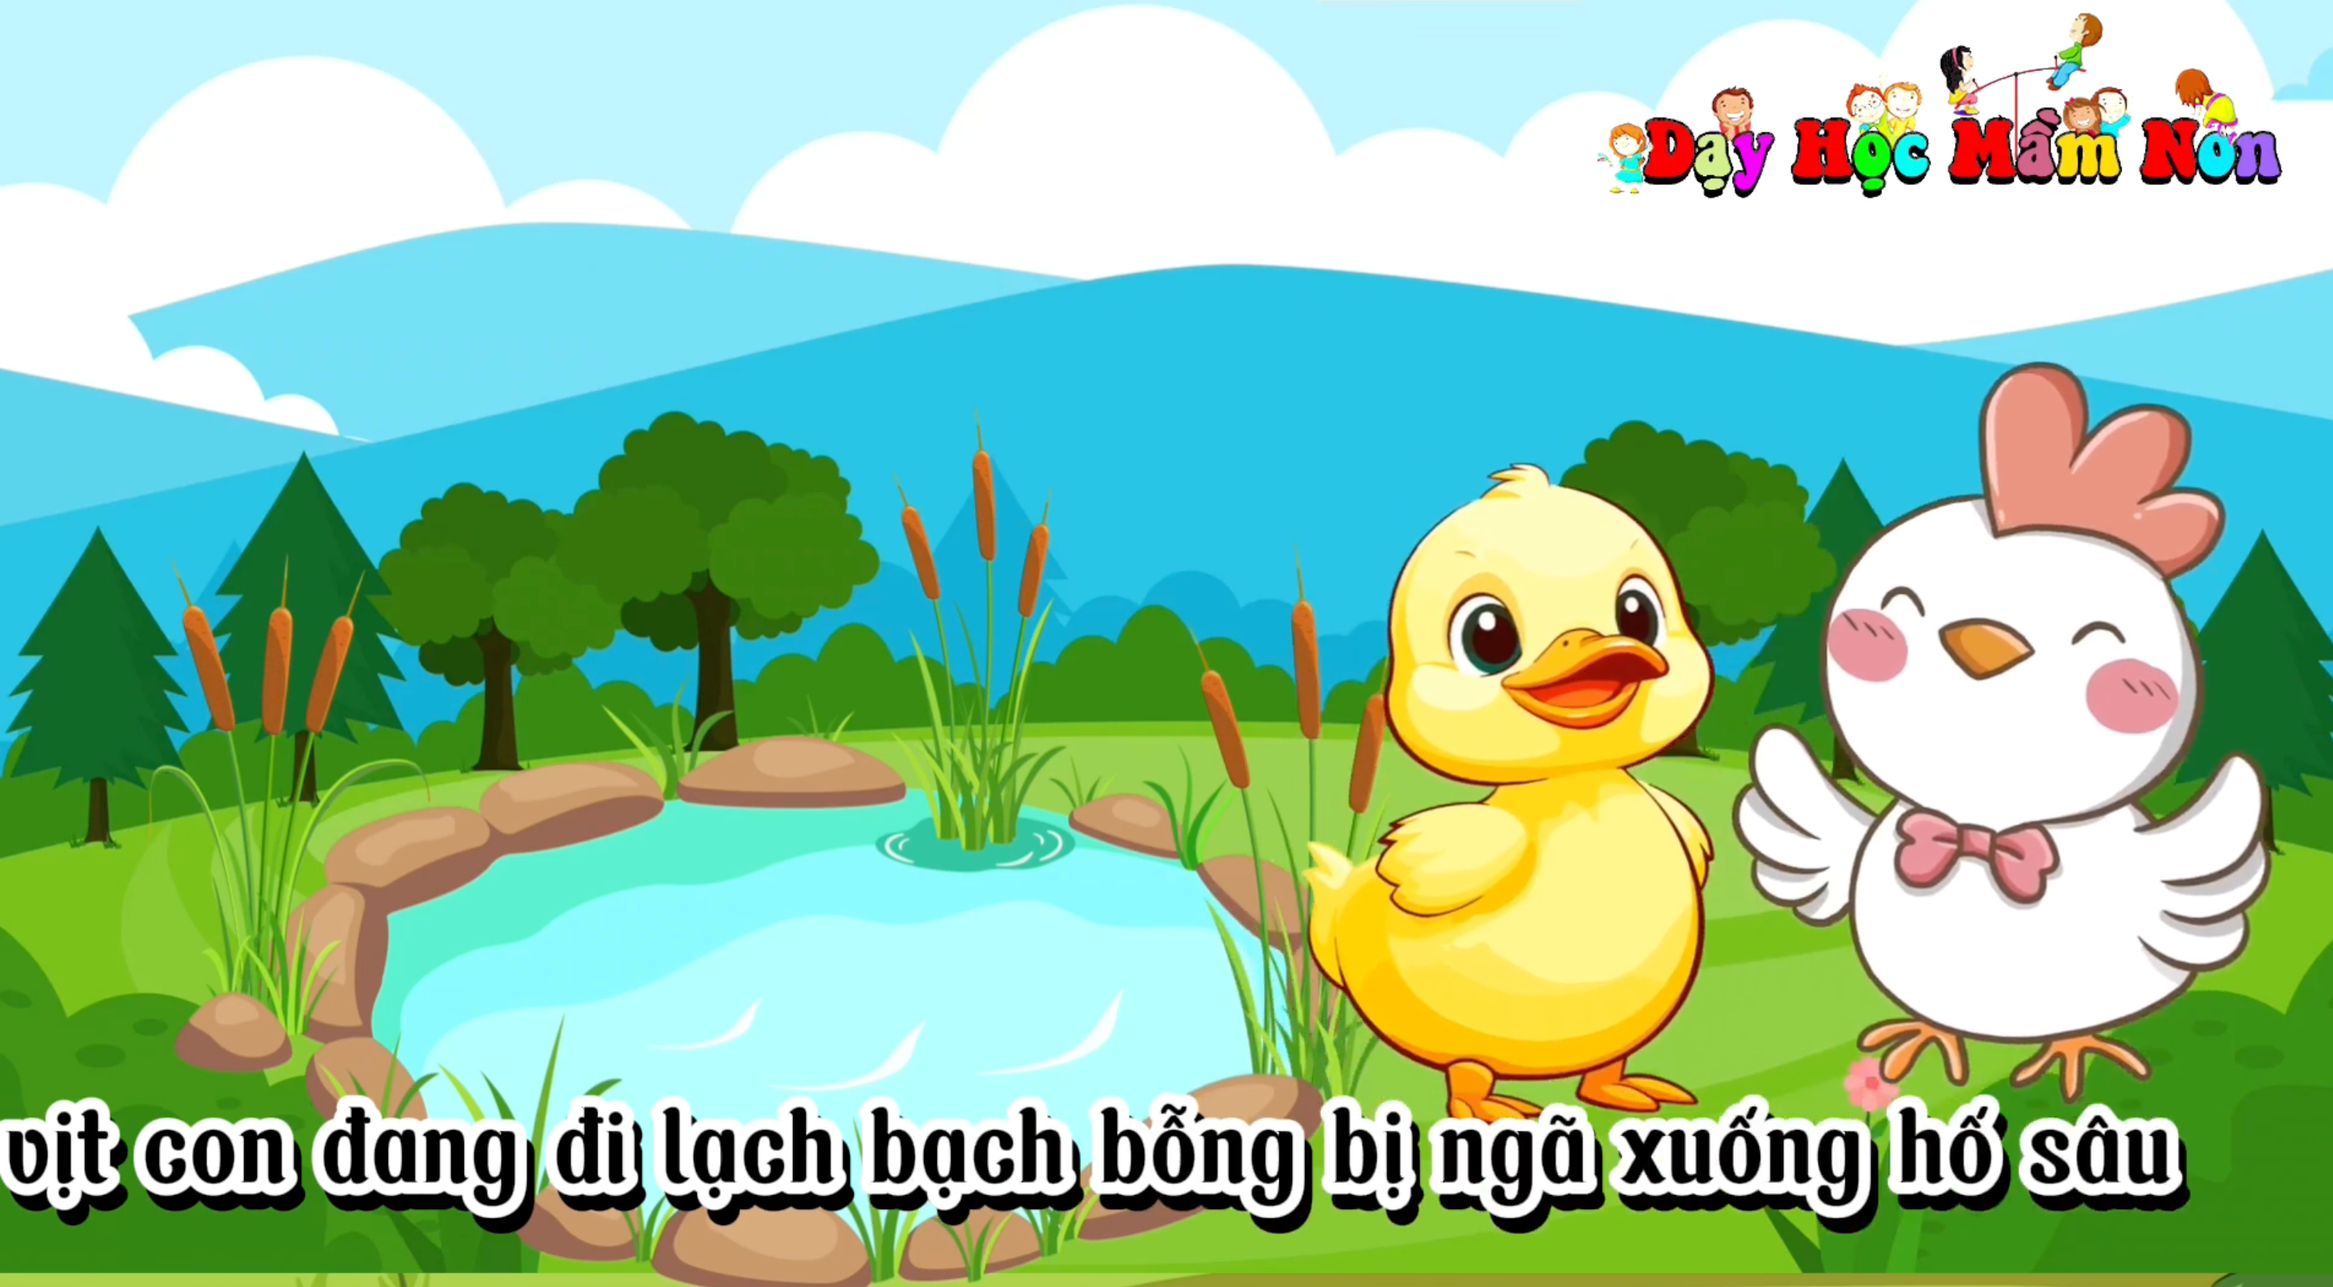 Dạy Học Mầm Non
vịt con đang đi lạch bạch bỗng bị ngã xuống hố sâu